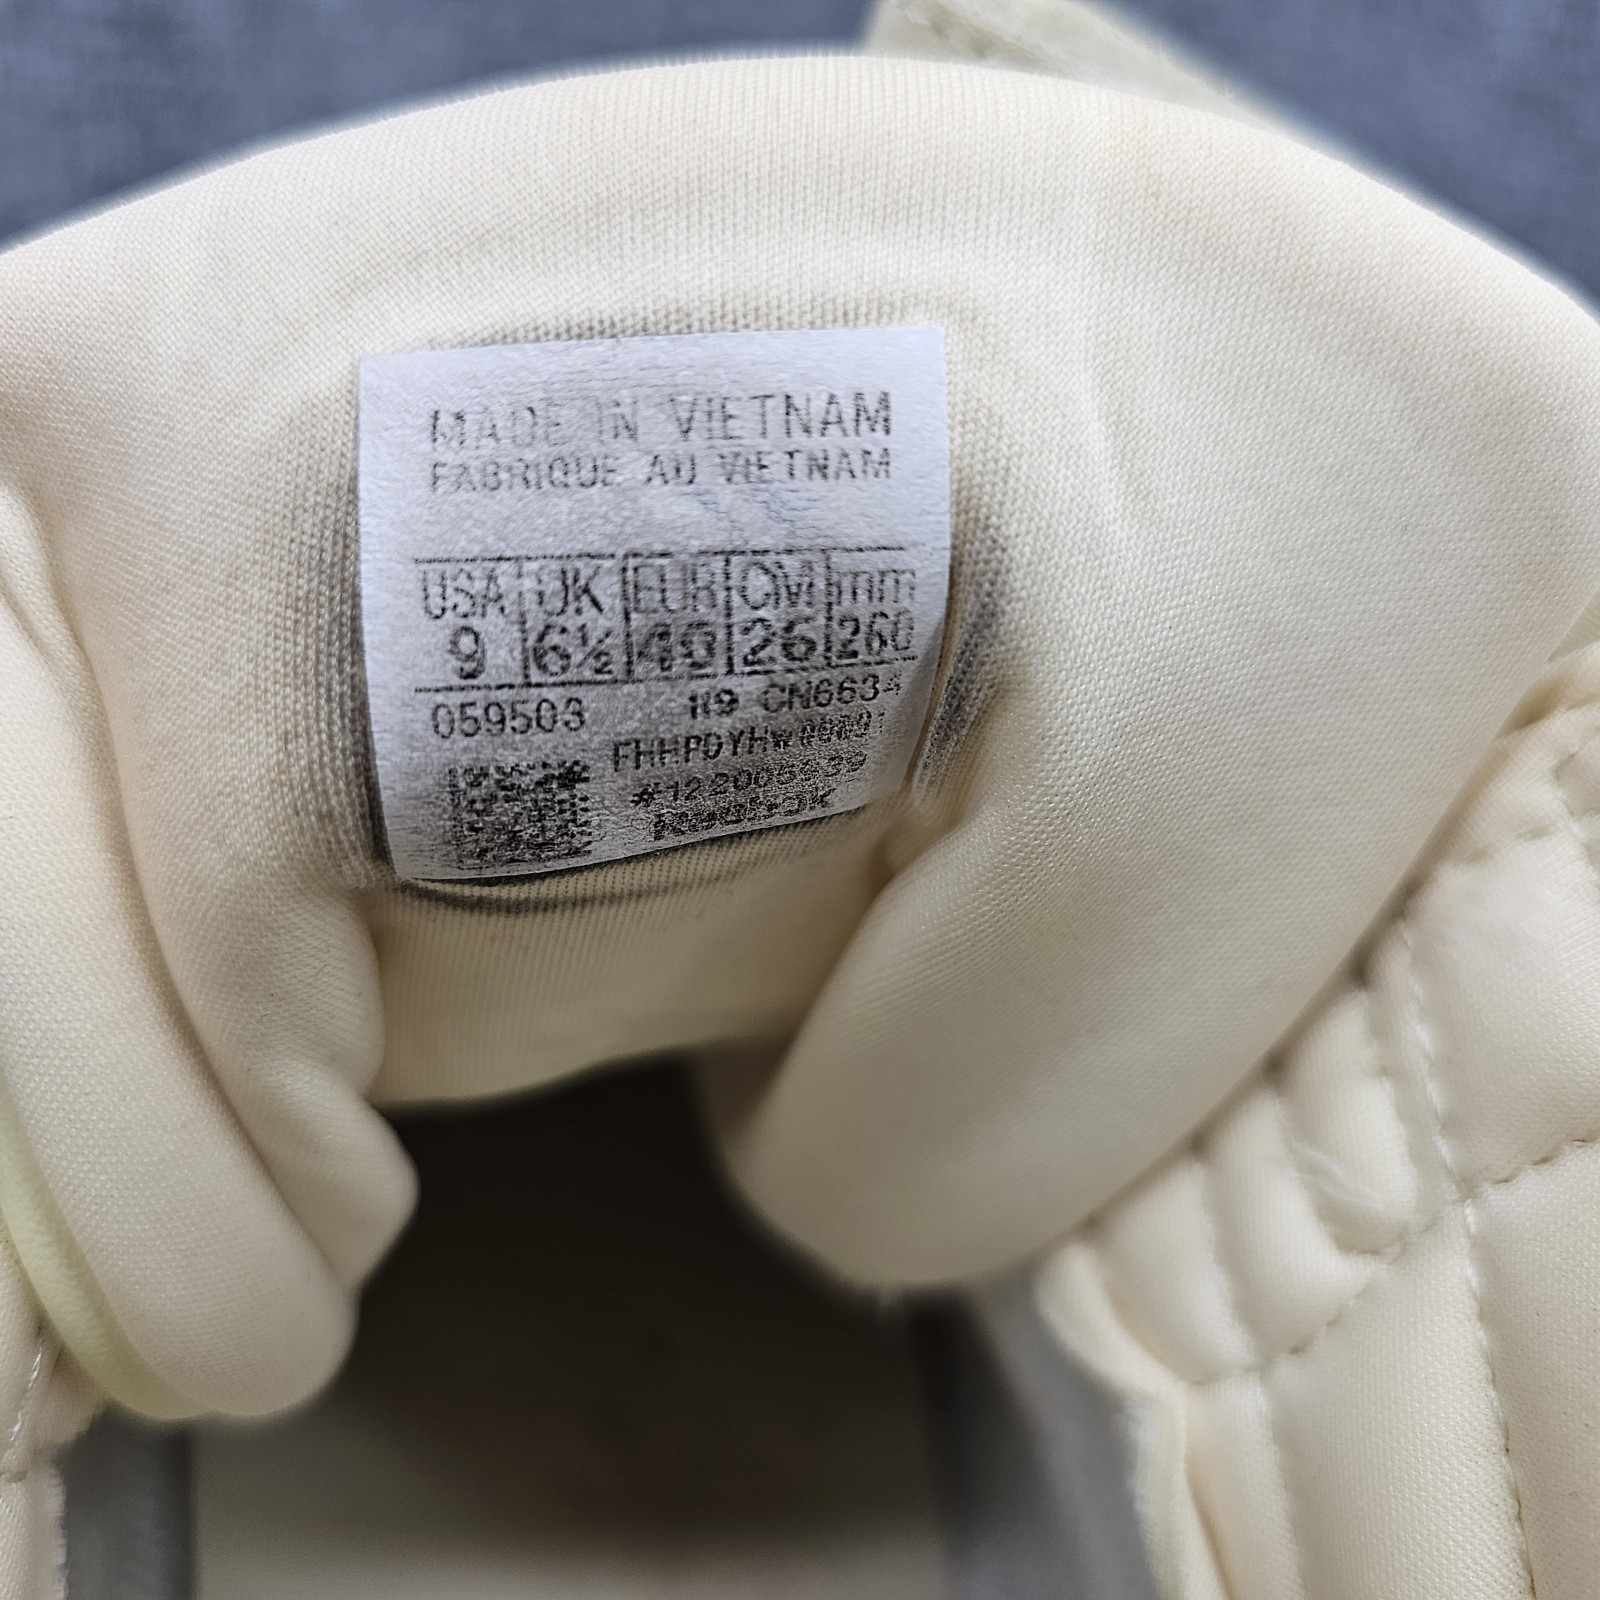 MADE IN VIETNAM
FABRIQUE AU VIETNAM
USA UK EUR CM mm
9 6½ 40 26 260
059503 119 CN6634
#122006639
Reebok